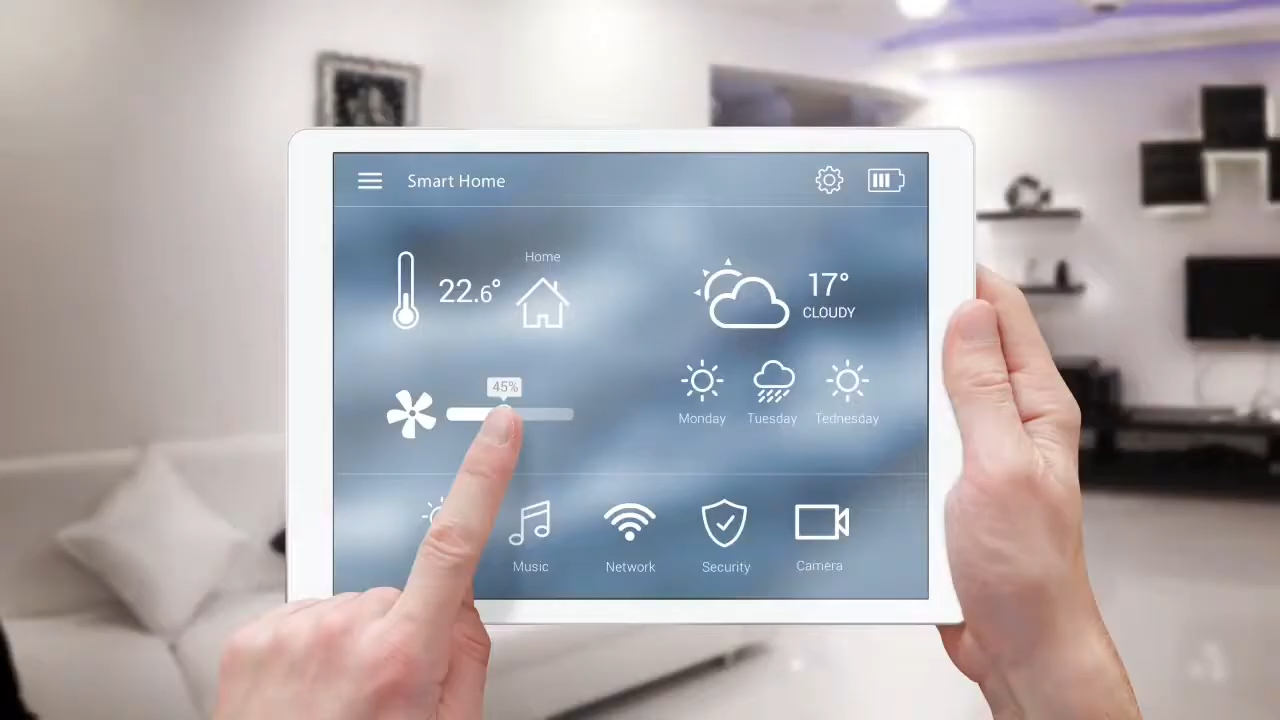 Smart Home
Home
22.6°
17°
CLOUDY
45%
Monday
Tuesday
Tednesday
Music
Network
Security
Camera